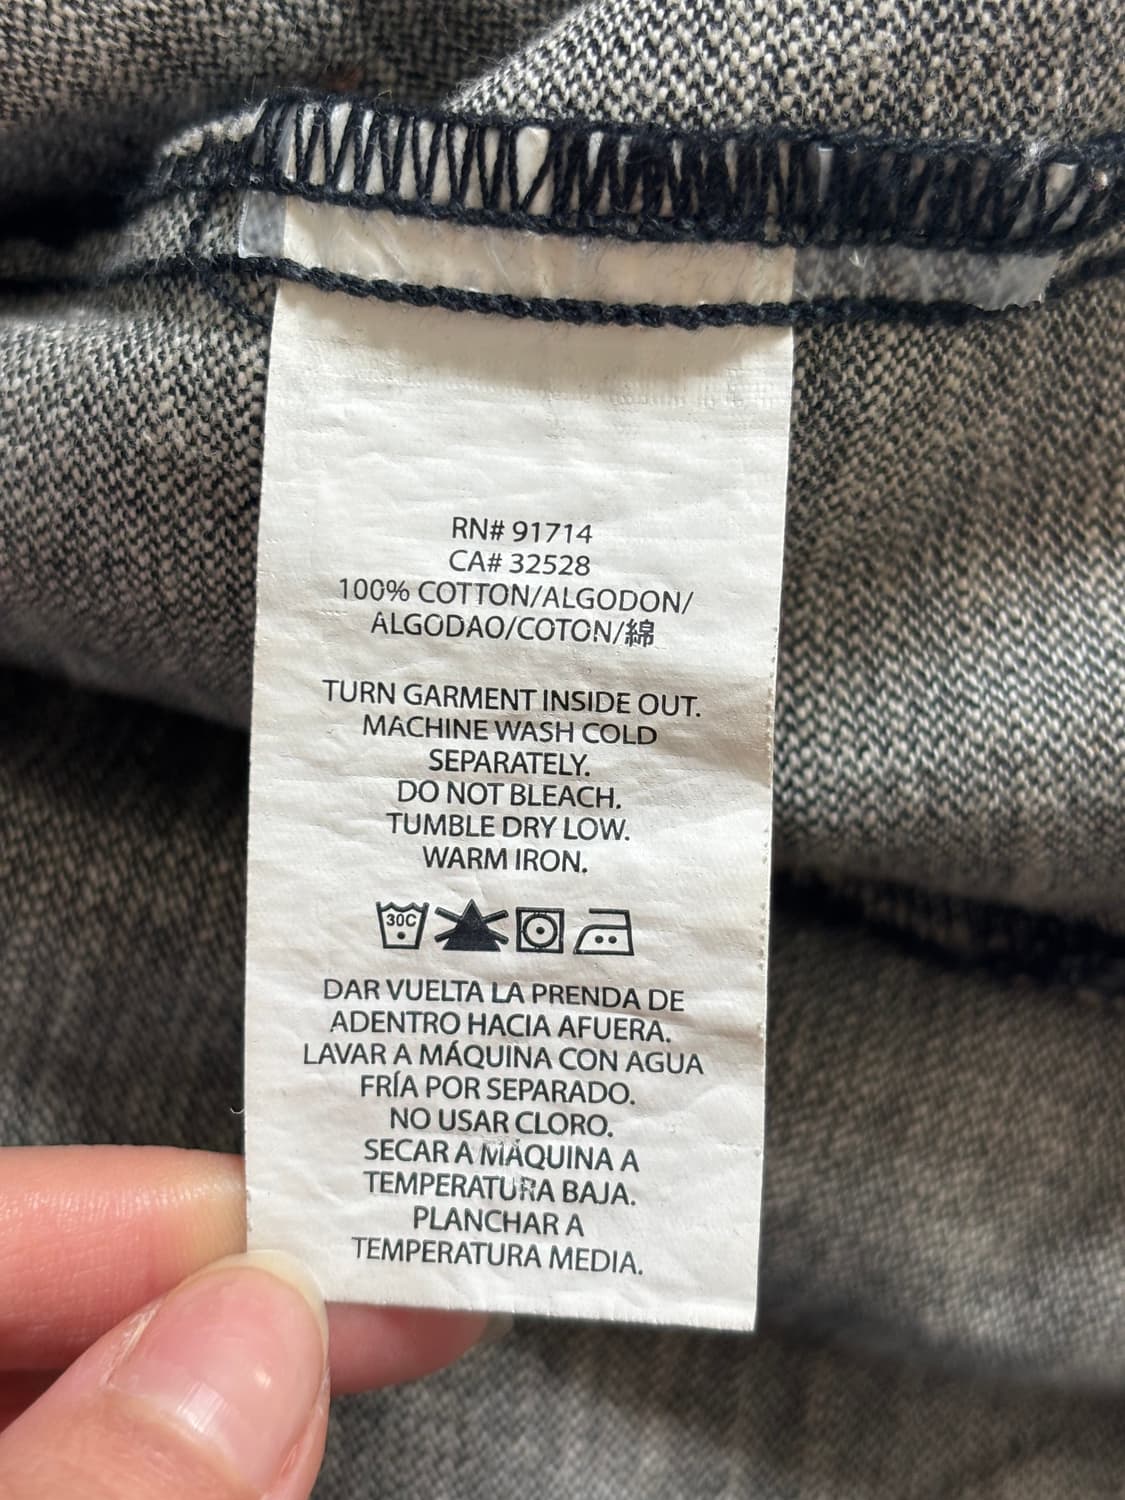 RN# 91714
CA# 32528
100% COTTON/ALGODON/
ALGODAO/COTON/綿
TURN GARMENT INSIDE OUT.
MACHINE WASH COLD
SEPARATELY.
DO NOT BLEACH.
TUMBLE DRY LOW.
WARM IRON.
30C
DAR VUELTA LA PRENDA DE
ADENTRO HACIA AFUERA.
LAVAR A MÁQUINA CON AGUA
FRÍA POR SEPARADO.
NO USAR CLORO.
SECAR A MÁQUINA A
TEMPERATURA BAJA.
PLANCHAR A
TEMPERATURA MEDIA.